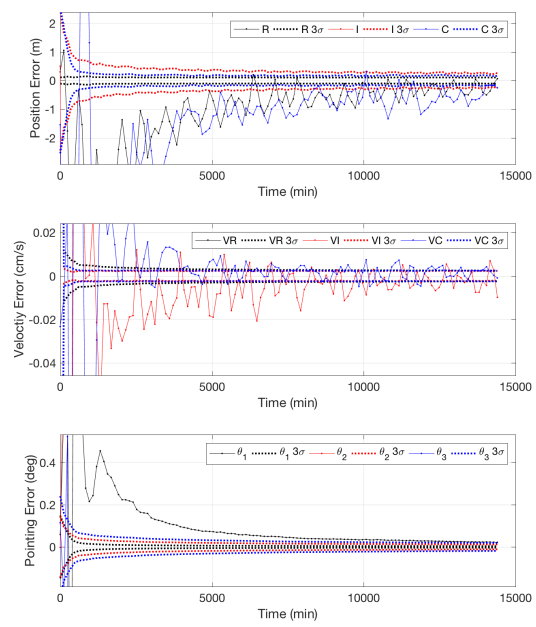 R R 3σ I I 3σ C C 3σ
Position Error (m)
2
1
0
-1
-2
0 5000 10000 15000
Time (min)
VR VR 3σ VI VI 3σ VC VC 3σ
Veloctiy Error (cm/s)
0.02
0
-0.02
-0.04
0 5000 10000 15000
Time (min)
θ1 θ1 3σ θ2 θ2 3σ θ3 θ3 3σ
Pointing Error (deg)
0.4
0.2
0
0 5000 10000 15000
Time (min)